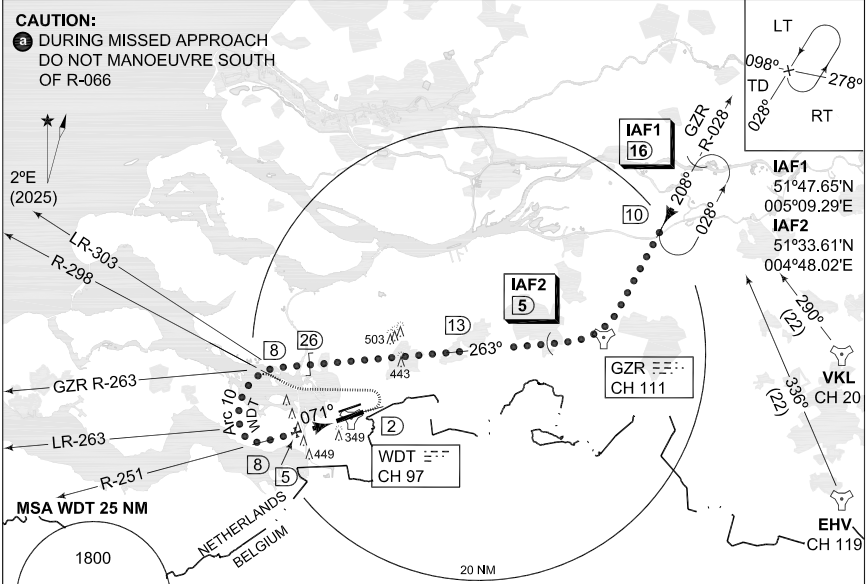 CAUTION:
a DURING MISSED APPROACH
DO NOT MANOEUVRE SOUTH
OF R-066
LT
098°
278°
TD
028°
RT
IAF1
16
GZR
R-028
208°
028°
10
IAF1
51°47.65'N
005°09.29'E
IAF2
51°33.61'N
004°48.02'E
2°E
(2025)
LR-303
R-298
IAF2
5
290°
(22)
336°
(22)
503
13
263°
8
26
443
GZR
CH 111
VKL
CH 20
GZR R-263
Arc 10
WDT
071°
349
2
LR-263
449
8
5
WDT
CH 97
R-251
MSA WDT 25 NM
NETHERLANDS
BELGIUM
EHV
CH 119
1800
20 NM